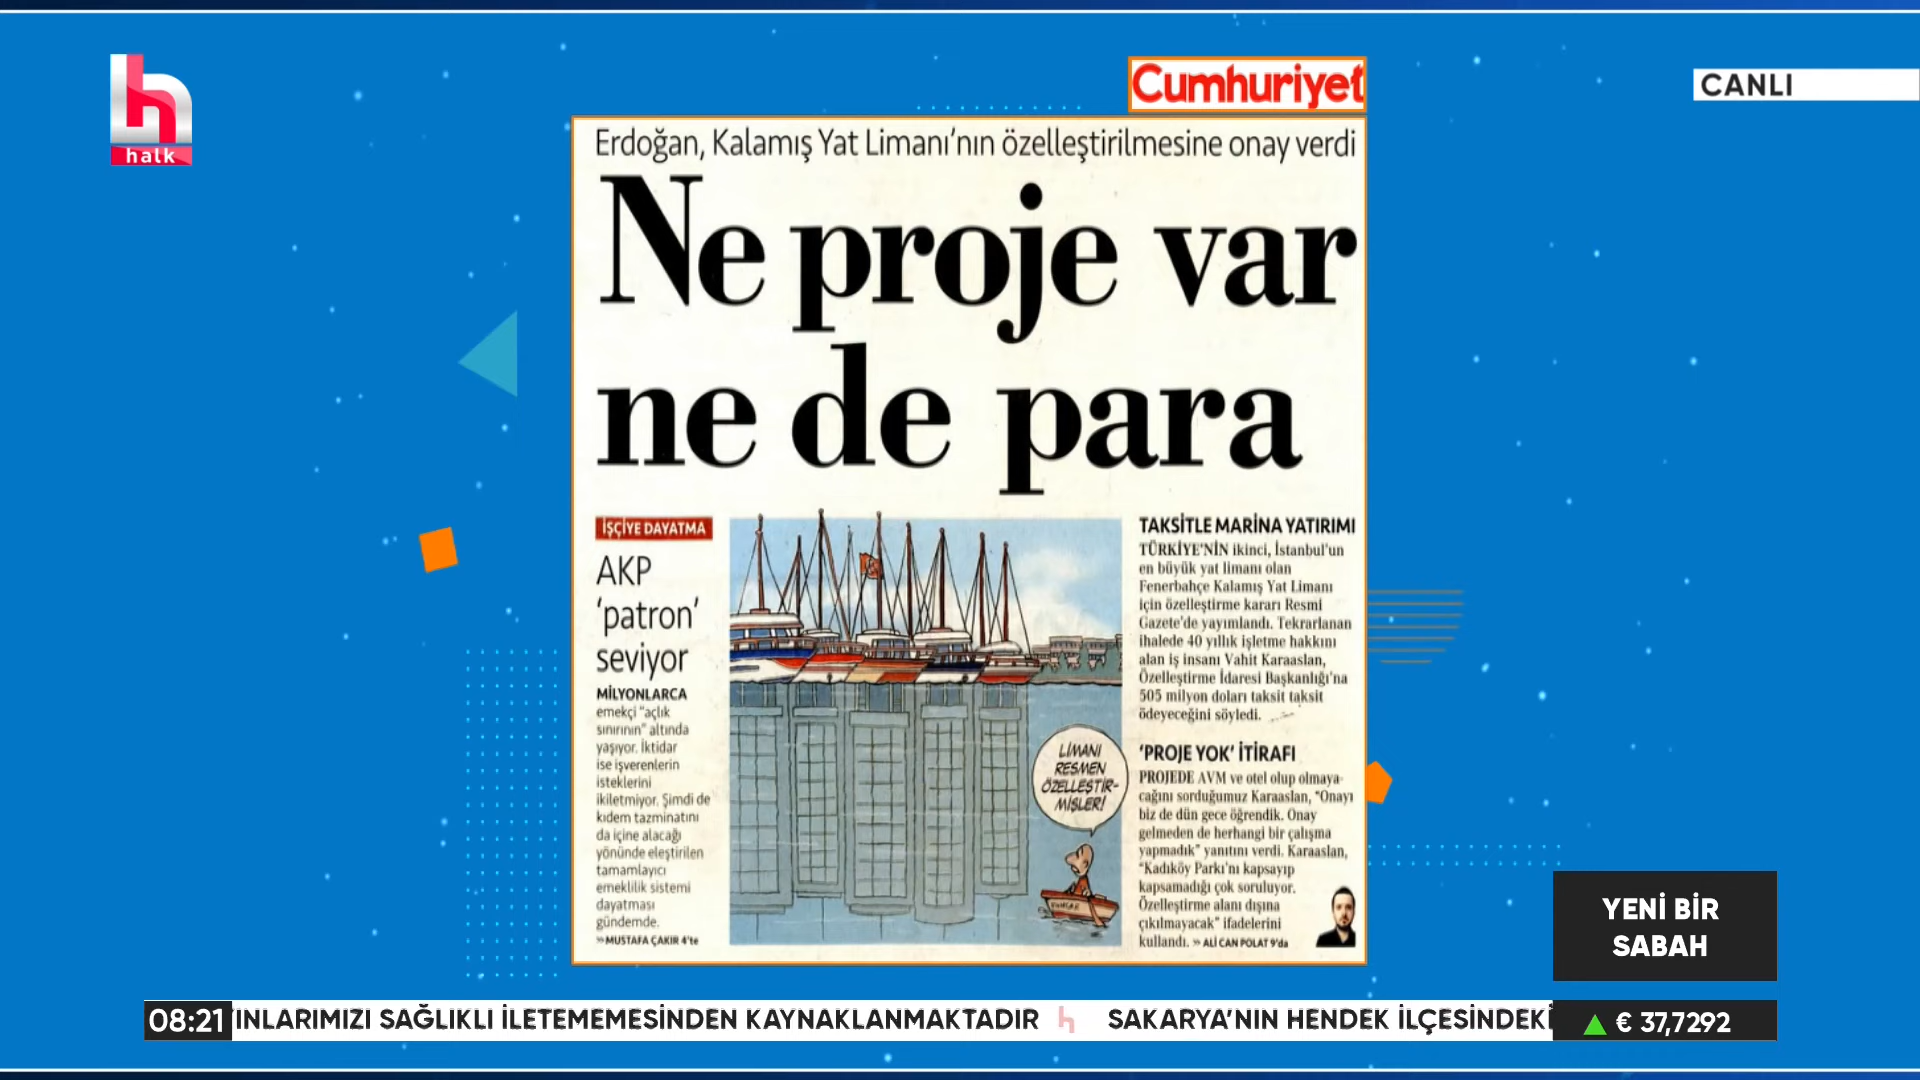 halk
Cumhuriyet
CANLI
Erdoğan, Kalamış Yat Limanı’nın özelleştirilmesine onay verdi
Ne proje var
ne de para
İŞÇİYE DAYATMA
AKP
‘patron’
seviyor
MİLYONLARCA
emekçi “açlık
sınırının” altında
yaşıyor. İktidar
ise işverenlerin
isteklerini
ikiletmiyor. Şimdi de
kıdem tazminatını
da içine alacağı
yönünde eleştirilen
tamamlayıcı
emeklilik sistemi
dayatması
gündemde.
» MUSTAFA ÇAKIR 4’te
LİMANI
RESMEN
ÖZELLEŞTİR-
MİŞLER!
TAKSİTLE MARİNA YATIRIMI
TÜRKİYE’NİN ikinci, İstanbul’un
en büyük yat limanı olan
Fenerbahçe Kalamış Yat Limanı
için özelleştirme kararı Resmi
Gazete’de yayımlandı. Tekrarlanan
ihalede 40 yıllık işletme hakkını
alan iş insanı Vahit Karaaslan,
Özelleştirme İdaresi Başkanlığı’na
505 milyon doları taksit taksit
ödeyeceğini söyledi.
‘PROJE YOK’ İTİRAFI
PROJEDE AVM ve otel olup olmaya-
cağını sorduğumuz Karaaslan, “Onayı
biz de dün gece öğrendik. Onay
gelmeden de herhangi bir çalışma
yapmadık” yanıtını verdi. Karaaslan,
“Kadıköy Parkı’nı kapsayıp
kapsamadığı çok soruluyor.
Özelleştirme alanı dışına
çıkılmayacak” ifadelerini
kullandı. » ALİ CAN POLAT 9’da
YENİ BİR
SABAH
08:21 YINLARIMIZI SAĞLIKLI İLETEMEMESİNDEN KAYNAKLANMAKTADIR h SAKARYA’NIN HENDEK İLÇESİNDEKİ
€ 37,7292